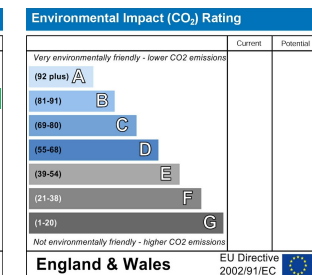 Environmental Impact (CO₂) Rating
Current Potential
Very environmentally friendly - lower CO2 emissions
(92 plus) A
(81-91) B
(69-80) C
(55-68) D
(39-54) E
(21-38) F
(1-20) G
Not environmentally friendly - higher CO2 emissions
England & Wales
EU Directive
2002/91/EC